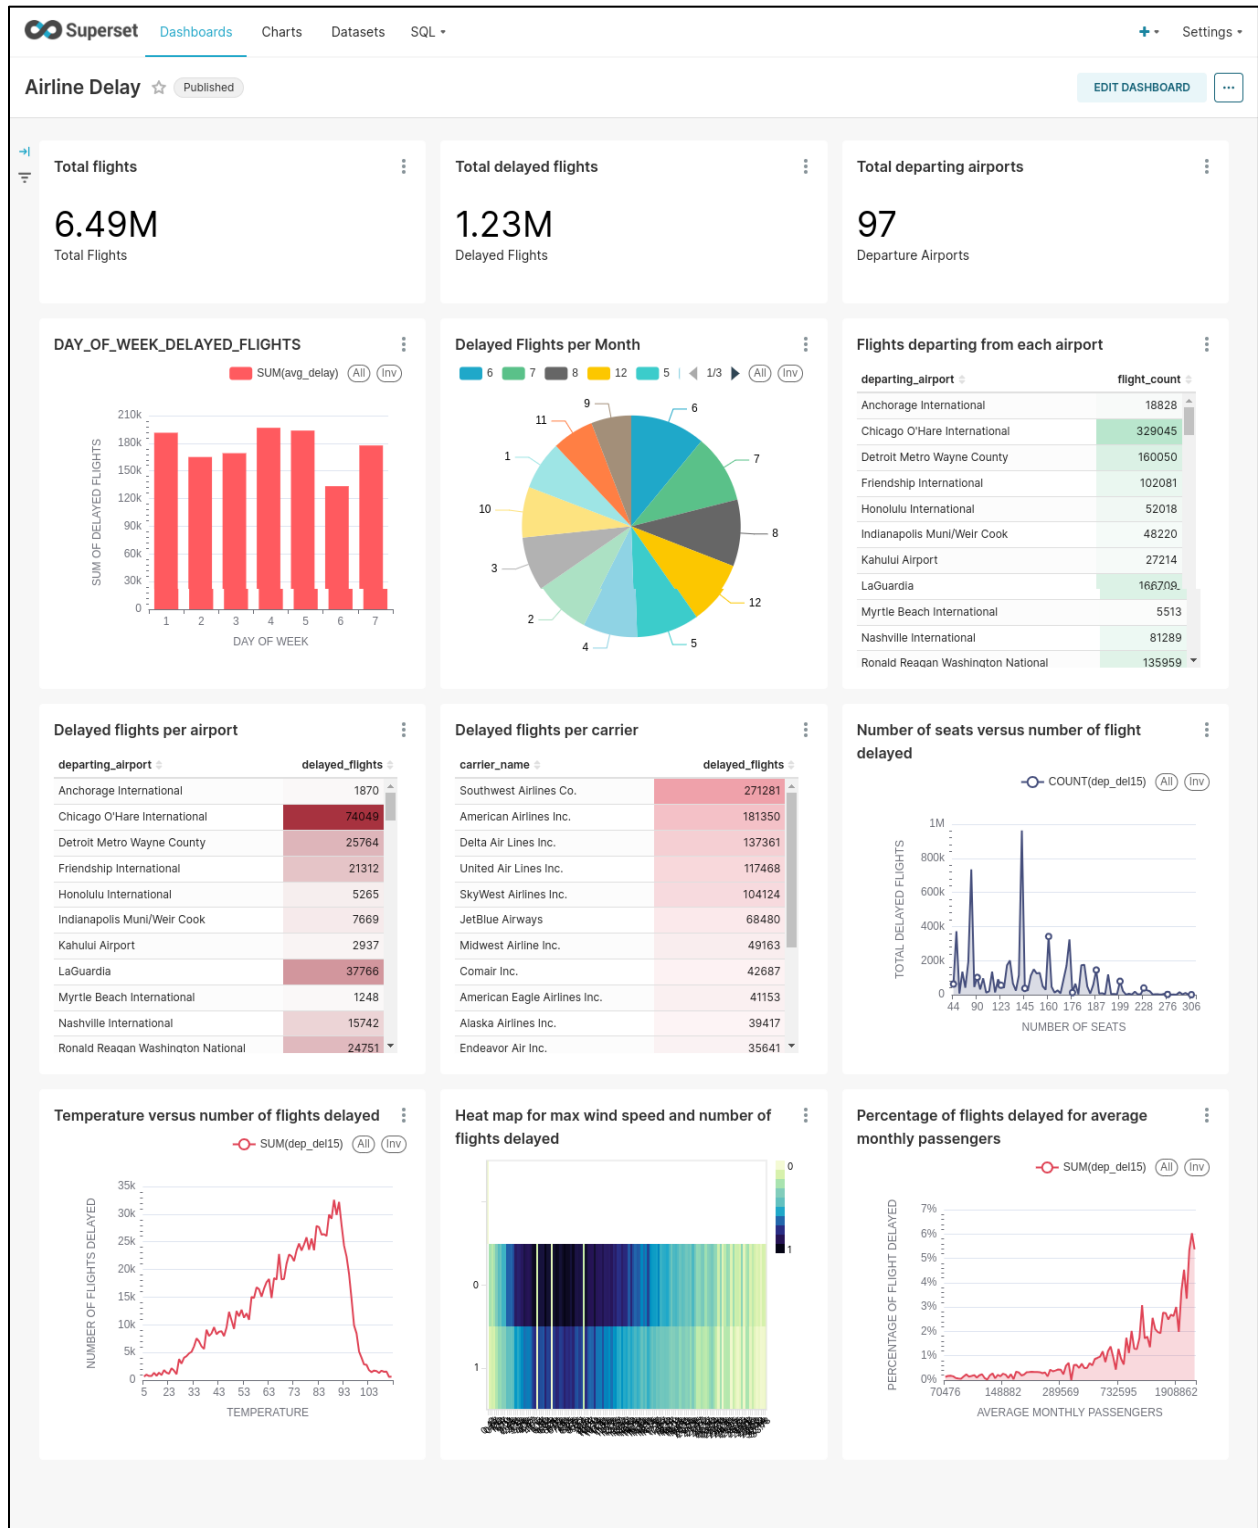 Superset Dashboards Charts Datasets SQL Settings
Airline Delay Published EDIT DASHBOARD ...
Total flights
6.49M
Total Flights
Total delayed flights
1.23M
Delayed Flights
Total departing airports
97
Departure Airports
DAY_OF_WEEK_DELAYED_FLIGHTS
SUM(avg_delay) All Inv
SUM OF DELAYED FLIGHTS
210k
180k
150k
120k
90k
60k
30k
0
1 2 3 4 5 6 7
DAY OF WEEK
Delayed Flights per Month
6 7 8 12 5 1/3 All Inv
9
6
11
7
1
10
8
3
12
2
5
4
Flights departing from each airport
departing_airport flight_count
Anchorage International 18828
Chicago O'Hare International 329045
Detroit Metro Wayne County 160050
Friendship International 102081
Honolulu International 52018
Indianapolis Muni/Weir Cook 48220
Kahului Airport 27214
LaGuardia 166709
Myrtle Beach International 5513
Nashville International 81289
Ronald Reagan Washington National 135959
Delayed flights per airport
departing_airport delayed_flights
Anchorage International 1870
Chicago O'Hare International 74049
Detroit Metro Wayne County 25764
Friendship International 21312
Honolulu International 5265
Indianapolis Muni/Weir Cook 7669
Kahului Airport 2937
LaGuardia 37766
Myrtle Beach International 1248
Nashville International 15742
Ronald Reagan Washington National 24751
Delayed flights per carrier
carrier_name delayed_flights
Southwest Airlines Co. 271281
American Airlines Inc. 181350
Delta Air Lines Inc. 137361
United Air Lines Inc. 117468
SkyWest Airlines Inc. 104124
JetBlue Airways 68480
Midwest Airline Inc. 49163
Comair Inc. 42687
American Eagle Airlines Inc. 41153
Alaska Airlines Inc. 39417
Endeavor Air Inc. 35641
Number of seats versus number of flight
delayed
COUNT(dep_del15) All Inv
TOTAL DELAYED FLIGHTS
1M
800k
600k
400k
200k
0
44 90 123 145 160 176 187 199 228 276 306
NUMBER OF SEATS
Temperature versus number of flights delayed
SUM(dep_del15) All Inv
NUMBER OF FLIGHTS DELAYED
35k
30k
25k
20k
15k
10k
5k
0
5 23 33 43 53 63 73 83 93 103
TEMPERATURE
Heat map for max wind speed and number of
flights delayed
0
1
0
1
Percentage of flights delayed for average
monthly passengers
SUM(dep_del15) All Inv
PERCENTAGE OF FLIGHT DELAYED
7%
6%
5%
4%
3%
2%
1%
0%
70476 148882 289569 732595 1908862
AVERAGE MONTHLY PASSENGERS